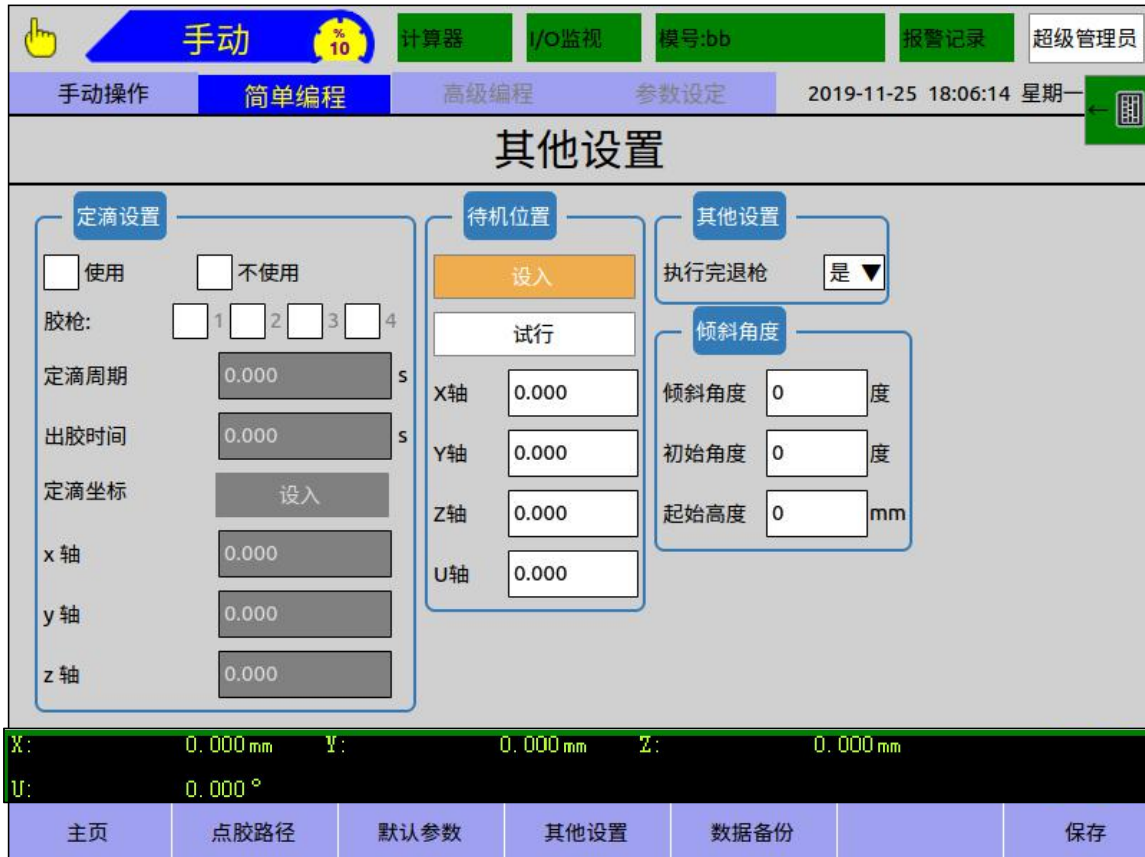 手动 % 10 计算器 I/O监视 模号:bb 报警记录 超级管理员
手动操作 简单编程 高级编程 参数设定 2019-11-25 18:06:14 星期一 ←
其他设置
定滴设置
使用 不使用
胶枪: 1 2 3 4
定滴周期 0.000 s
出胶时间 0.000 s
定滴坐标 设入
x 轴 0.000
y 轴 0.000
z 轴 0.000
待机位置
设入
试行
X轴 0.000
Y轴 0.000
Z轴 0.000
U轴 0.000
其他设置
执行完退枪 是 ▼
倾斜角度
倾斜角度 0 度
初始角度 0 度
起始高度 0 mm
X: 0.000mm Y: 0.000mm Z: 0.000mm
U: 0.000°
主页 点胶路径 默认参数 其他设置 数据备份 保存